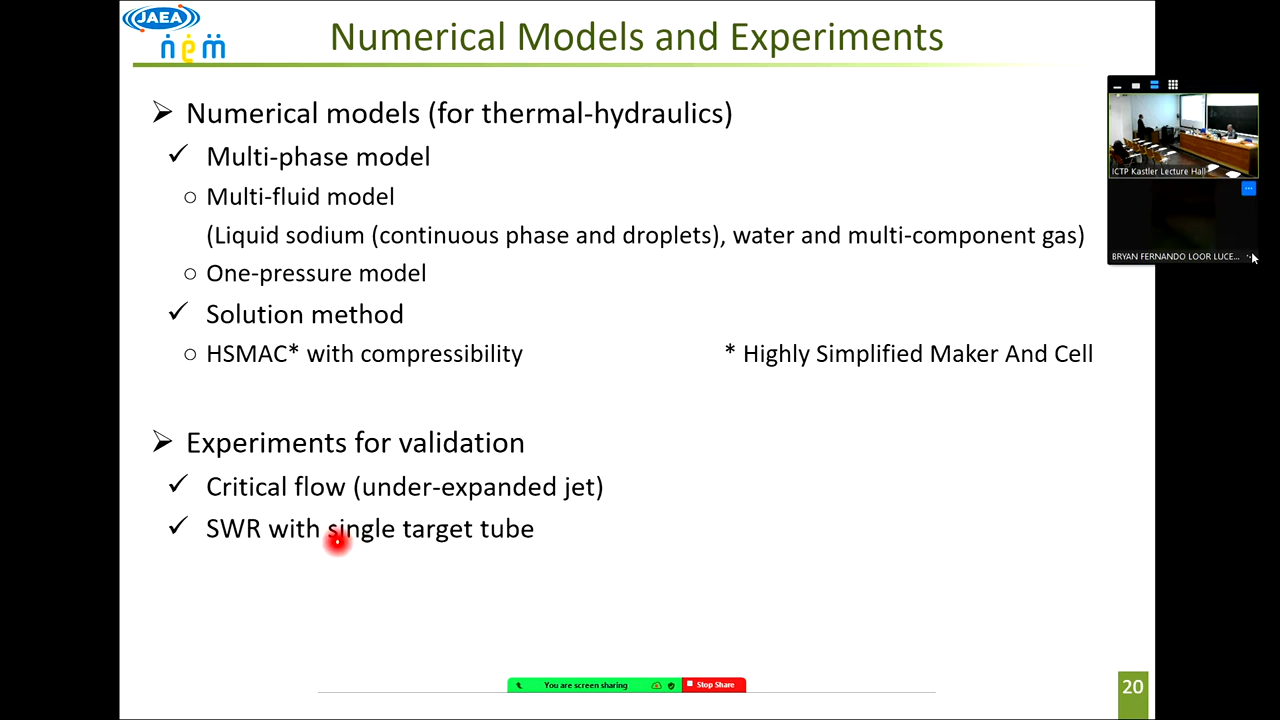 JAEA
Numerical Models and Experiments
Numerical models (for thermal-hydraulics)
Multi-phase model
Multi-fluid model
(Liquid sodium (continuous phase and droplets), water and multi-component gas)
One-pressure model
Solution method
HSMAC* with compressibility
* Highly Simplified Maker And Cell
Experiments for validation
Critical flow (under-expanded jet)
SWR with single target tube
ICTP Kastler Lecture Hall
BRYAN FERNANDO LOOR LUCE...
You are screen sharing
Stop Share
20